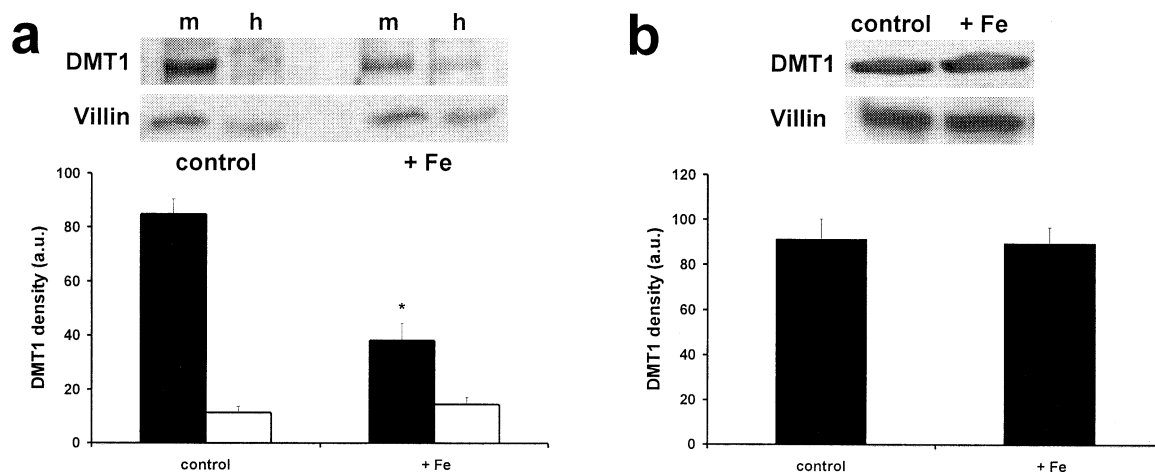 a
m h m h
DMT1
Villin
control + Fe
100
80
60
40
20
0
DMT1 density (a.u.)
*
control + Fe
b
control + Fe
DMT1
Villin
120
100
80
60
40
20
0
DMT1 density (a.u.)
control + Fe